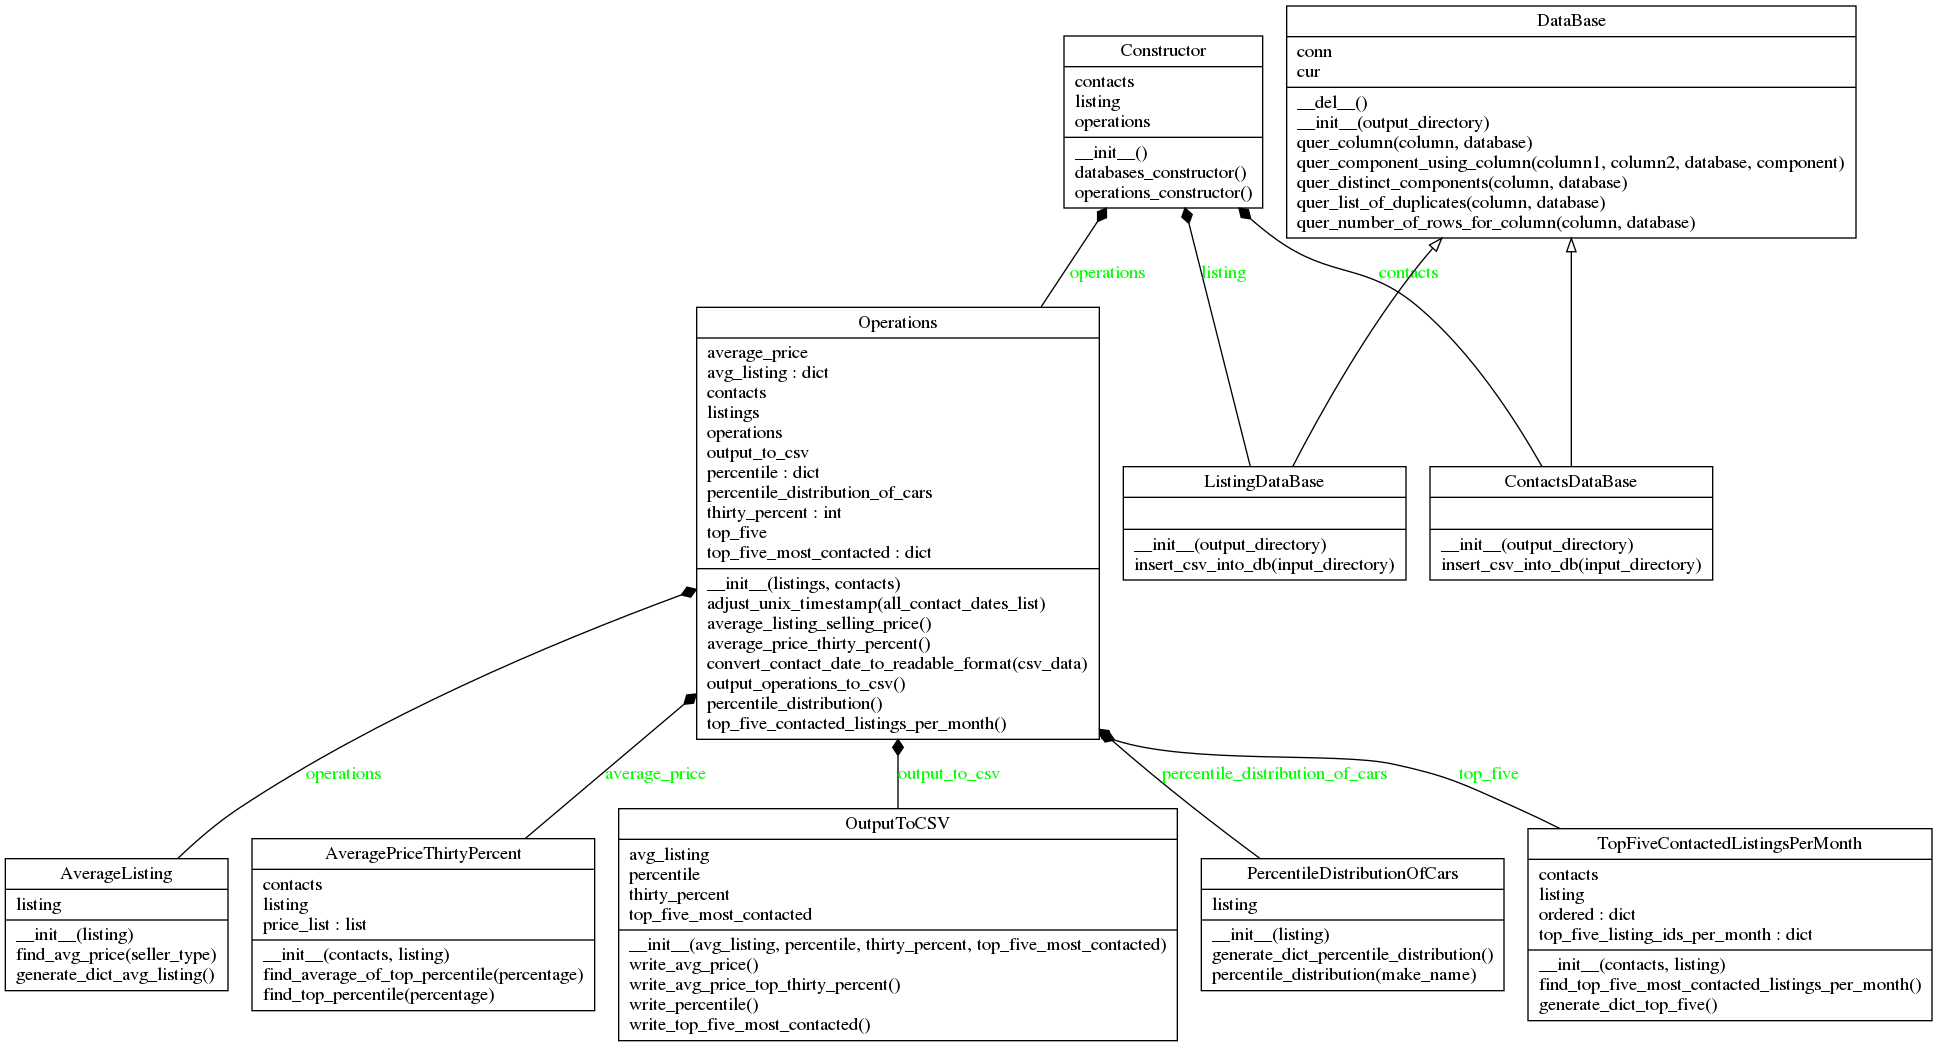 Constructor
contacts
listing
operations
__init__()
databases_constructor()
operations_constructor()
DataBase
conn
cur
__del__()
__init__(output_directory)
quer_column(column, database)
quer_component_using_column(column1, column2, database, component)
quer_distinct_components(column, database)
quer_list_of_duplicates(column, database)
quer_number_of_rows_for_column(column, database)
operations
listing
contacts
Operations
average_price
avg_listing : dict
contacts
listings
operations
output_to_csv
percentile : dict
percentile_distribution_of_cars
thirty_percent : int
top_five
top_five_most_contacted : dict
__init__(listings, contacts)
adjust_unix_timestamp(all_contact_dates_list)
average_listing_selling_price()
average_price_thirty_percent()
convert_contact_date_to_readable_format(csv_data)
output_operations_to_csv()
percentile_distribution()
top_five_contacted_listings_per_month()
ListingDataBase
__init__(output_directory)
insert_csv_into_db(input_directory)
ContactsDataBase
__init__(output_directory)
insert_csv_into_db(input_directory)
operations
average_price
output_to_csv
percentile_distribution_of_cars
top_five
AverageListing
listing
__init__(listing)
find_avg_price(seller_type)
generate_dict_avg_listing()
AveragePriceThirtyPercent
contacts
listing
price_list : list
__init__(contacts, listing)
find_average_of_top_percentile(percentage)
find_top_percentile(percentage)
OutputToCSV
avg_listing
percentile
thirty_percent
top_five_most_contacted
__init__(avg_listing, percentile, thirty_percent, top_five_most_contacted)
write_avg_price()
write_avg_price_top_thirty_percent()
write_percentile()
write_top_five_most_contacted()
PercentileDistributionOfCars
listing
__init__(listing)
generate_dict_percentile_distribution()
percentile_distribution(make_name)
TopFiveContactedListingsPerMonth
contacts
listing
ordered : dict
top_five_listing_ids_per_month : dict
__init__(contacts, listing)
find_top_five_most_contacted_listings_per_month()
generate_dict_top_five()